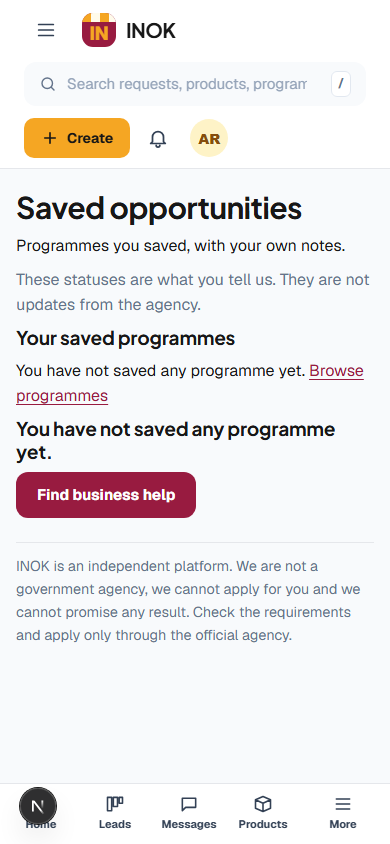 IN INOK
Search requests, products, program /
+ Create AR
Saved opportunities
Programmes you saved, with your own notes.
These statuses are what you tell us. They are not
updates from the agency.
Your saved programmes
You have not saved any programme yet. Browse
programmes
You have not saved any programme
yet.
Find business help
INOK is an independent platform. We are not a
government agency, we cannot apply for you and we
cannot promise any result. Check the requirements
and apply only through the official agency.
N
Home Leads Messages Products More